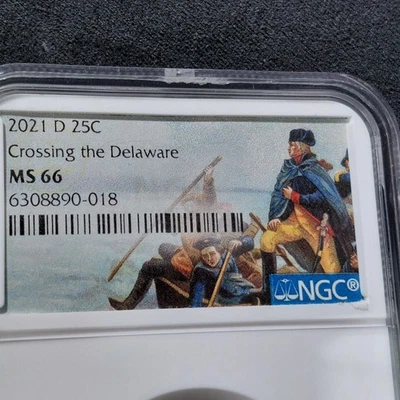 2021 D 25C
Crossing the Delaware
MS 66
6308890-018
NGC®